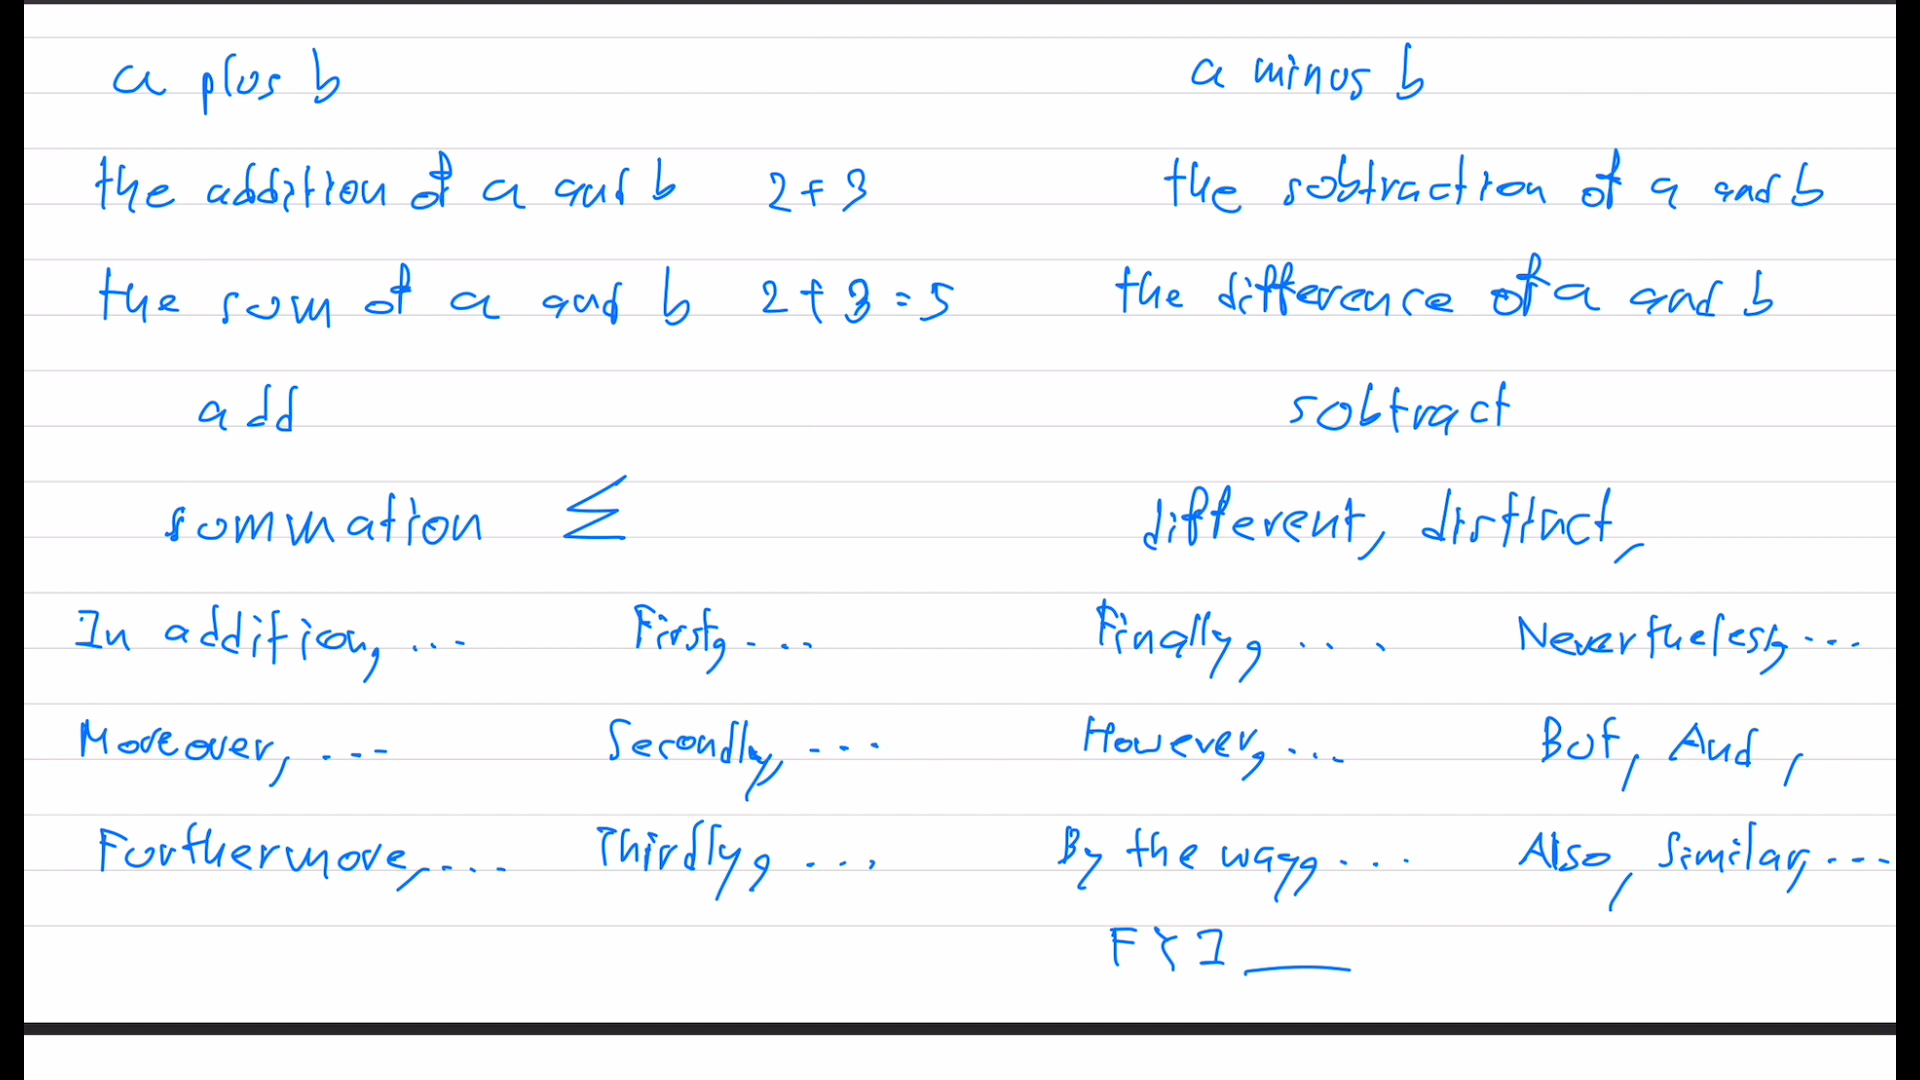 a plus b a minus b
the addition of a and b 2 + 3 the subtraction of a and b
the sum of a and b 2 + 3 = 5 the difference of a and b
add subtract
summation Σ different, distinct,
In addition, ... First, ... Finally, ... Nevertheless, ...
Moreover, ... Secondly, ... However, ... But, And,
Furthermore, ... Thirdly, ... By the way, ... Also, Similar, ...
FYI ___